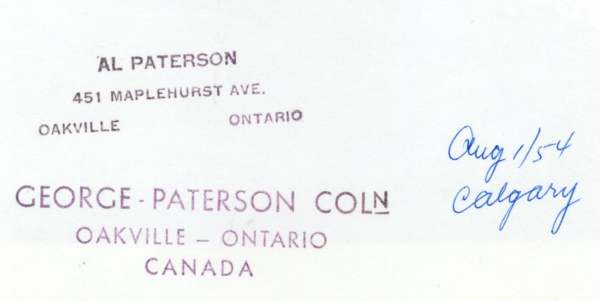 AL PATERSON
451 MAPLEHURST AVE.
OAKVILLE ONTARIO
GEORGE - PATERSON COLN
OAKVILLE – ONTARIO
CANADA
Aug 1/54
Calgary